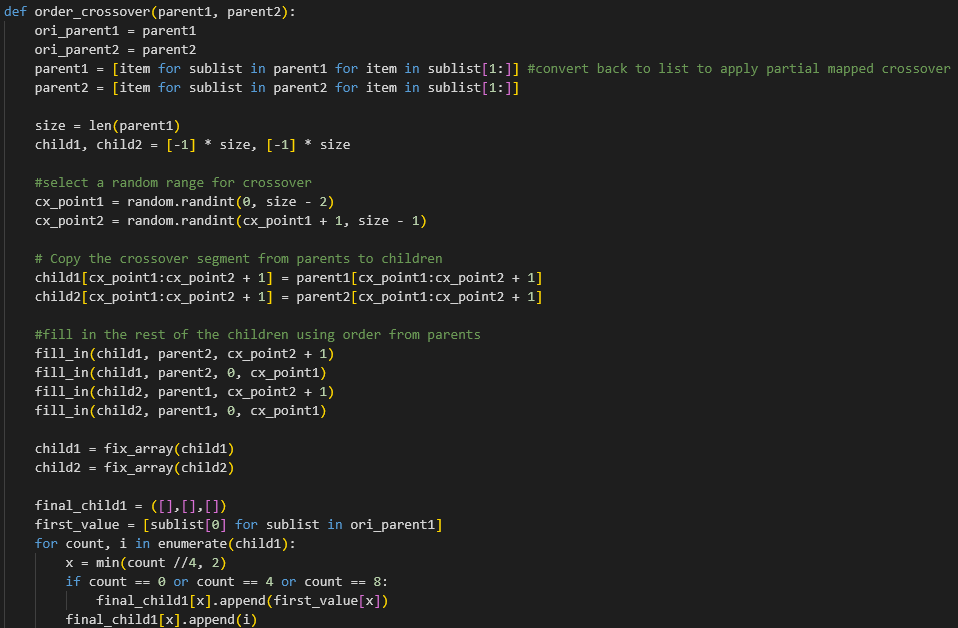 def order_crossover(parent1, parent2):
    ori_parent1 = parent1
    ori_parent2 = parent2
    parent1 = [item for sublist in parent1 for item in sublist[1:]] #convert back to list to apply partial mapped crossover
    parent2 = [item for sublist in parent2 for item in sublist[1:]]

    size = len(parent1)
    child1, child2 = [-1] * size, [-1] * size

    #select a random range for crossover
    cx_point1 = random.randint(0, size - 2)
    cx_point2 = random.randint(cx_point1 + 1, size - 1)

    # Copy the crossover segment from parents to children
    child1[cx_point1:cx_point2 + 1] = parent1[cx_point1:cx_point2 + 1]
    child2[cx_point1:cx_point2 + 1] = parent2[cx_point1:cx_point2 + 1]

    #fill in the rest of the children using order from parents
    fill_in(child1, parent2, cx_point2 + 1)
    fill_in(child1, parent2, 0, cx_point1)
    fill_in(child2, parent1, cx_point2 + 1)
    fill_in(child2, parent1, 0, cx_point1)

    child1 = fix_array(child1)
    child2 = fix_array(child2)

    final_child1 = ([],[],[])
    first_value = [sublist[0] for sublist in ori_parent1]
    for count, i in enumerate(child1):
        x = min(count //4, 2)
        if count == 0 or count == 4 or count == 8:
            final_child1[x].append(first_value[x])
        final_child1[x].append(i)